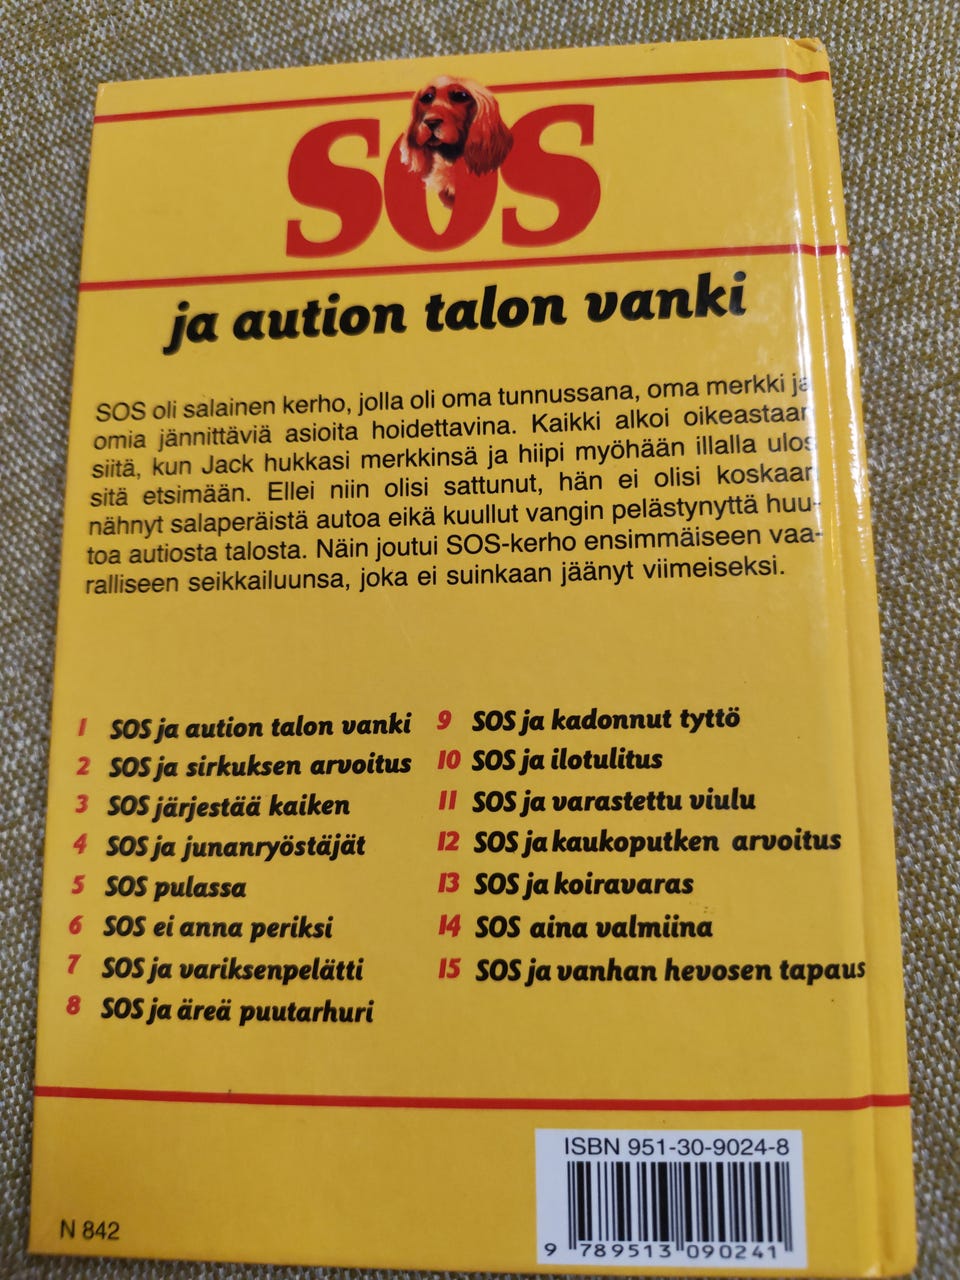 SOS
ja aution talon vanki
SOS oli salainen kerho, jolla oli oma tunnussana, oma merkki ja
omia jännittäviä asioita hoidettavina. Kaikki alkoi oikeastaan
siitä, kun Jack hukkasi merkkinsä ja hiipi myöhään illalla ulos
sitä etsimään. Ellei niin olisi sattunut, hän ei olisi koskaan
nähnyt salaperäistä autoa eikä kuullut vangin pelästynyttä huu-
toa autiosta talosta. Näin joutui SOS-kerho ensimmäiseen vaa-
ralliseen seikkailuunsa, joka ei suinkaan jäänyt viimeiseksi.
1 SOS ja aution talon vanki
2 SOS ja sirkuksen arvoitus
3 SOS järjestää kaiken
4 SOS ja junanryöstäjät
5 SOS pulassa
6 SOS ei anna periksi
7 SOS ja variksenpelätti
8 SOS ja äreä puutarhuri
9 SOS ja kadonnut tyttö
10 SOS ja ilotulitus
11 SOS ja varastettu viulu
12 SOS ja kaukoputken arvoitus
13 SOS ja koiravaras
14 SOS aina valmiina
15 SOS ja vanhan hevosen tapaus
ISBN 951-30-9024-8
9 789513 090241
N 842